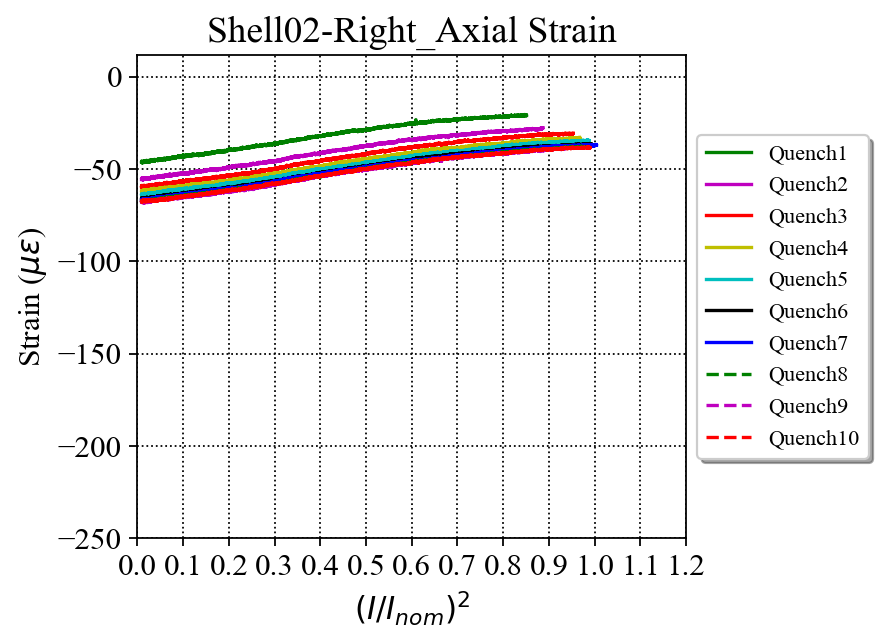 Shell02-Right_Axial Strain
Strain (με)
0
−50
−100
−150
−200
−250
0.0 0.1 0.2 0.3 0.4 0.5 0.6 0.7 0.8 0.9 1.0 1.1 1.2
(I/I_nom)²
Quench1
Quench2
Quench3
Quench4
Quench5
Quench6
Quench7
Quench8
Quench9
Quench10